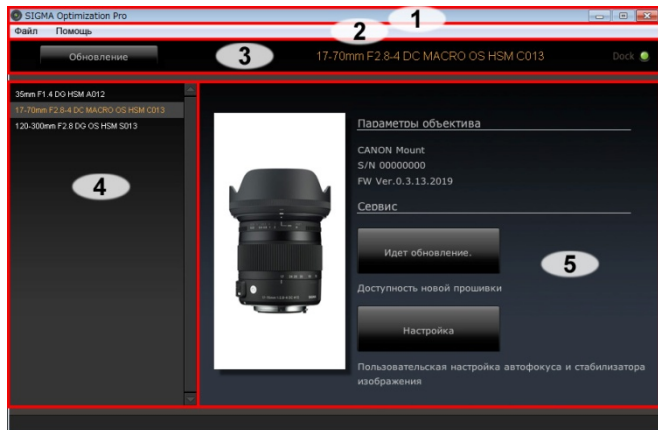 SIGMA Optimization Pro
1
Файл Помощь
2
Обновление
3
17-70mm F2.8-4 DC MACRO OS HSM C013
Dock
35mm F1.4 DG HSM A012
17-70mm F2.8-4 DC MACRO OS HSM C013
120-300mm F2.8 DG OS HSM S013
4
Параметры объектива
CANON Mount
S/N 00000000
FW Ver.0.3.13.2019
Сервис
Идет обновление.
5
Доступность новой прошивки
Настройка
Пользовательская настройка автофокуса и стабилизатора
изображения